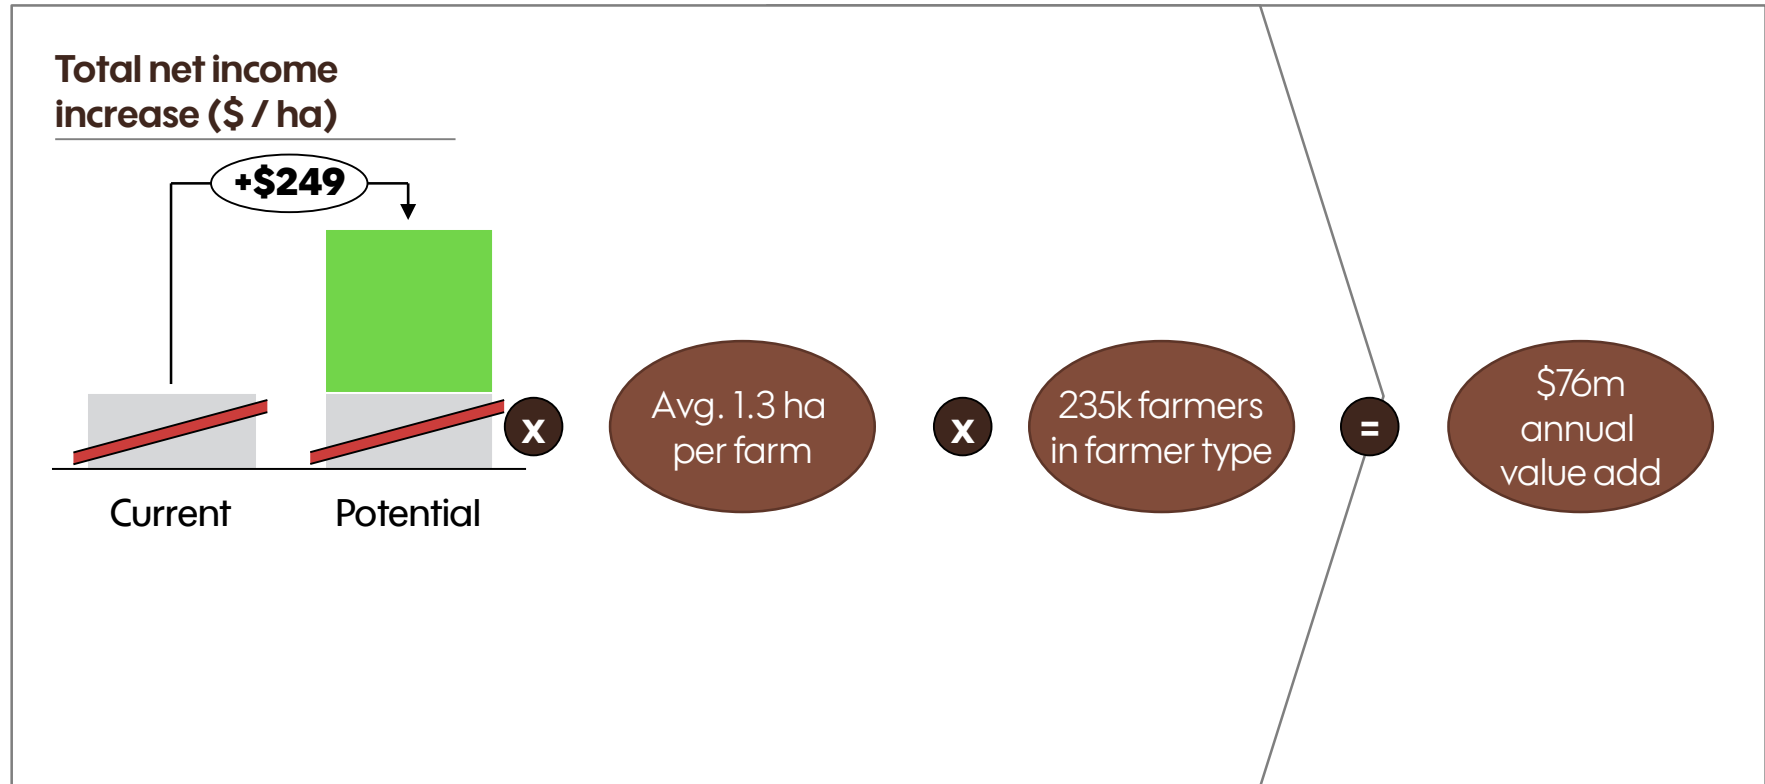 Total net income
increase ($ / ha)
+$249
Current
Potential
x
Avg. 1.3 ha
per farm
x
235k farmers
in farmer type
=
$76m
annual
value add